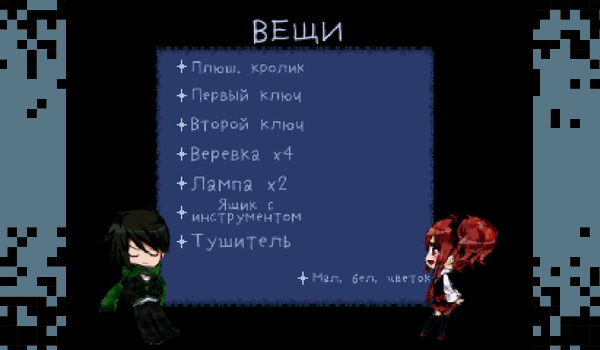 ВЕЩИ
Плюш. кролик
Первый ключ
Второй ключ
Веревка x4
Лампа x2
Ящик с
инструментом
Тушитель
Мал. бел. цветок